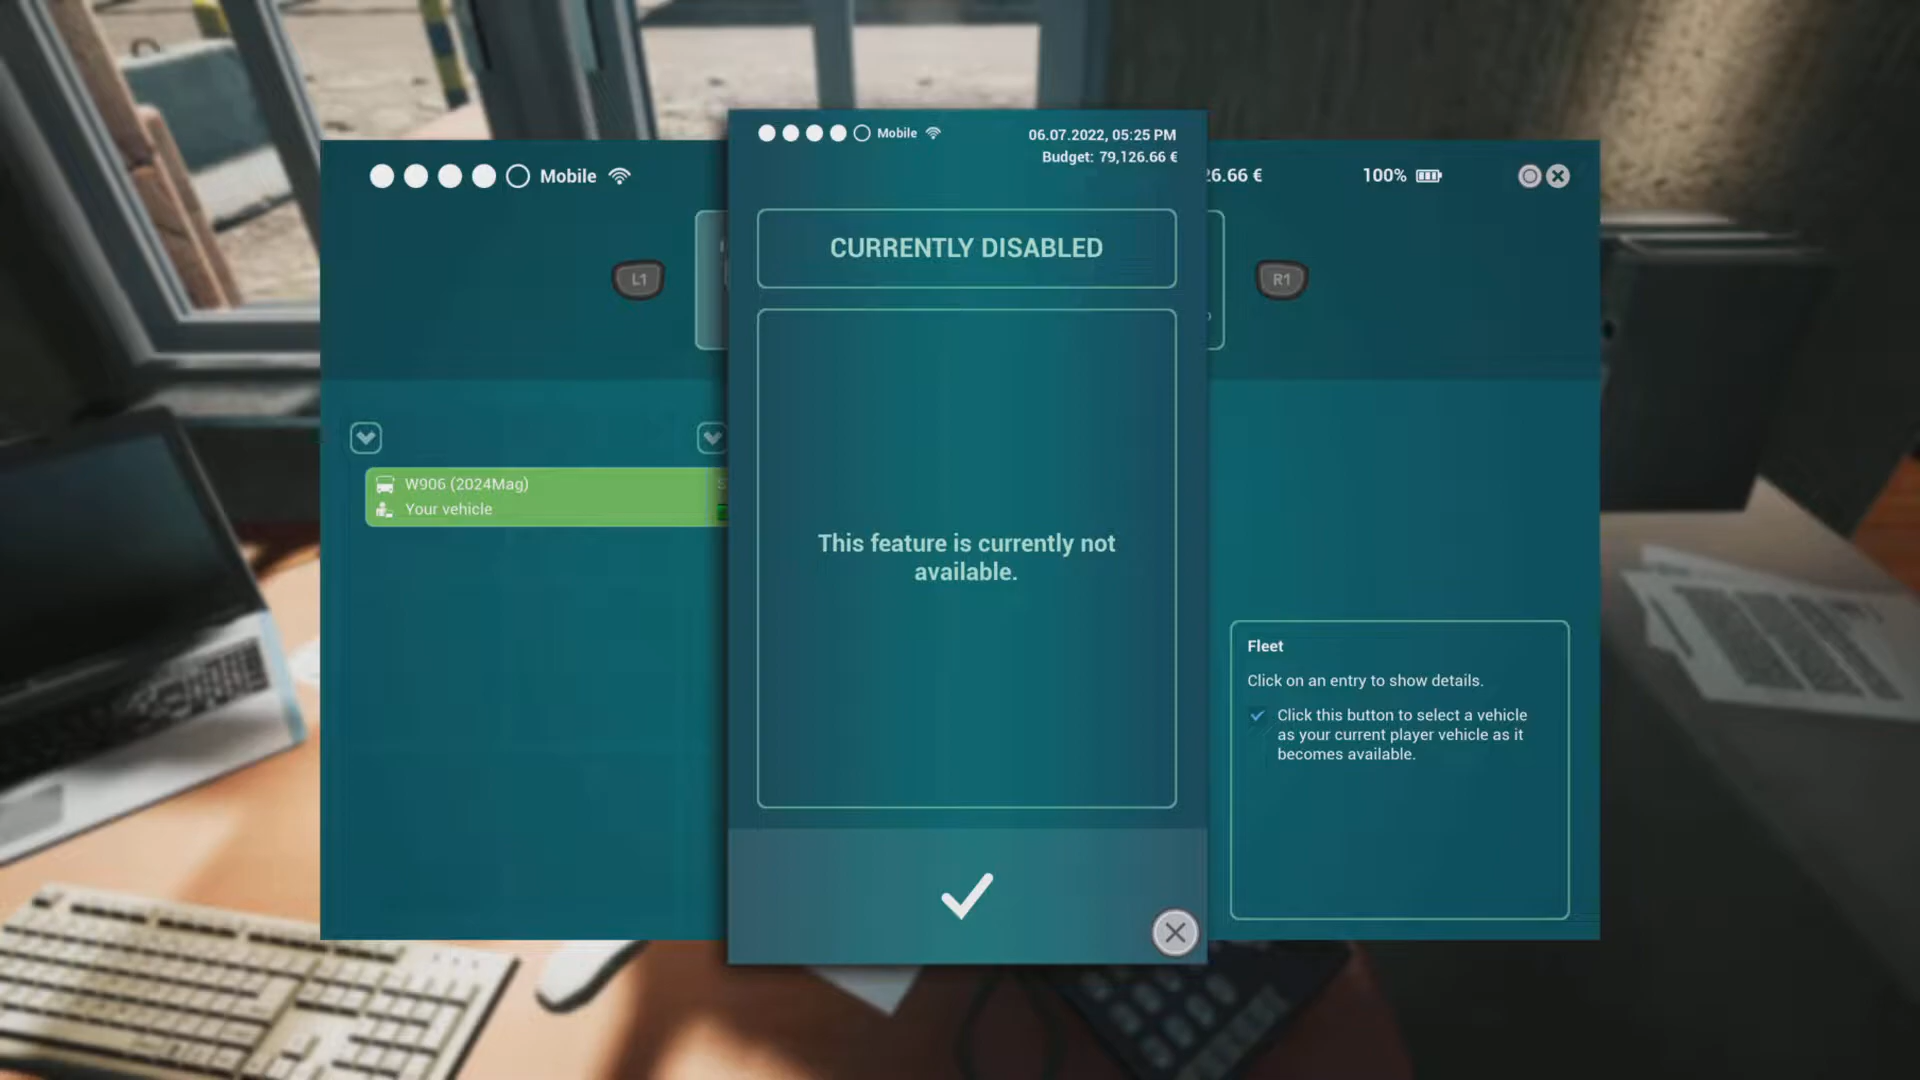 Mobile
06.07.2022, 05:25 PM
Budget: 79,126.66 €
Mobile
26.66 €
100%
CURRENTLY DISABLED
L1
R1
W906 (2024Mag)
Your vehicle
This feature is currently not
available.
Fleet
Click on an entry to show details.
Click this button to select a vehicle
as your current player vehicle as it
becomes available.